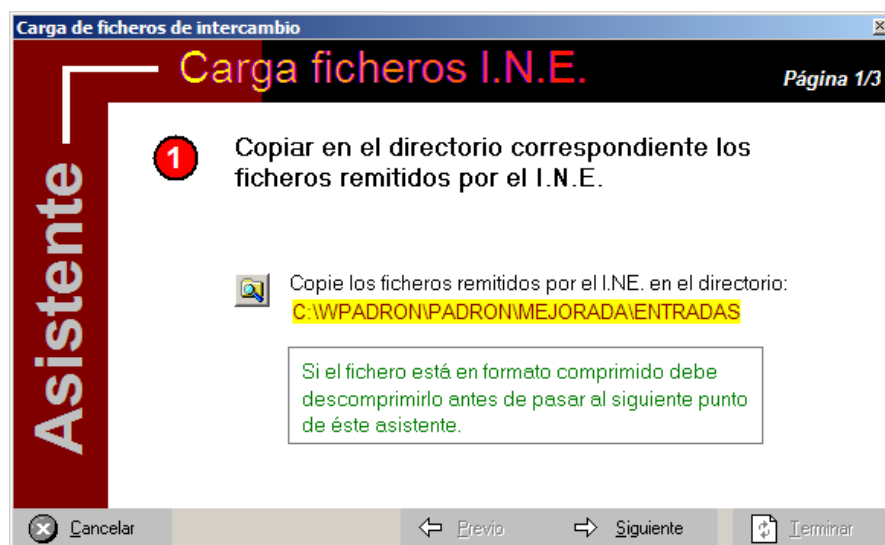 Carga de ficheros de intercambio
Carga ficheros I.N.E.
Página 1/3
Asistente
1
Copiar en el directorio correspondiente los
ficheros remitidos por el I.N.E.
Copie los ficheros remitidos por el I.NE. en el directorio:
C:\WPADRON\PADRON\MEJORADA\ENTRADAS
Si el fichero está en formato comprimido debe
descomprimirlo antes de pasar al siguiente punto
de éste asistente.
Cancelar
Previo
Siguiente
Terminar